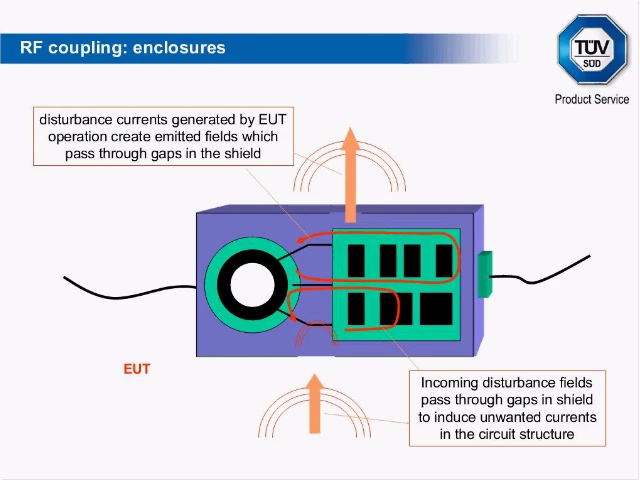 RF coupling: enclosures
TÜV
SÜD
Product Service
disturbance currents generated by EUT
operation create emitted fields which
pass through gaps in the shield
EUT
Incoming disturbance fields
pass through gaps in shield
to induce unwanted currents
in the circuit structure